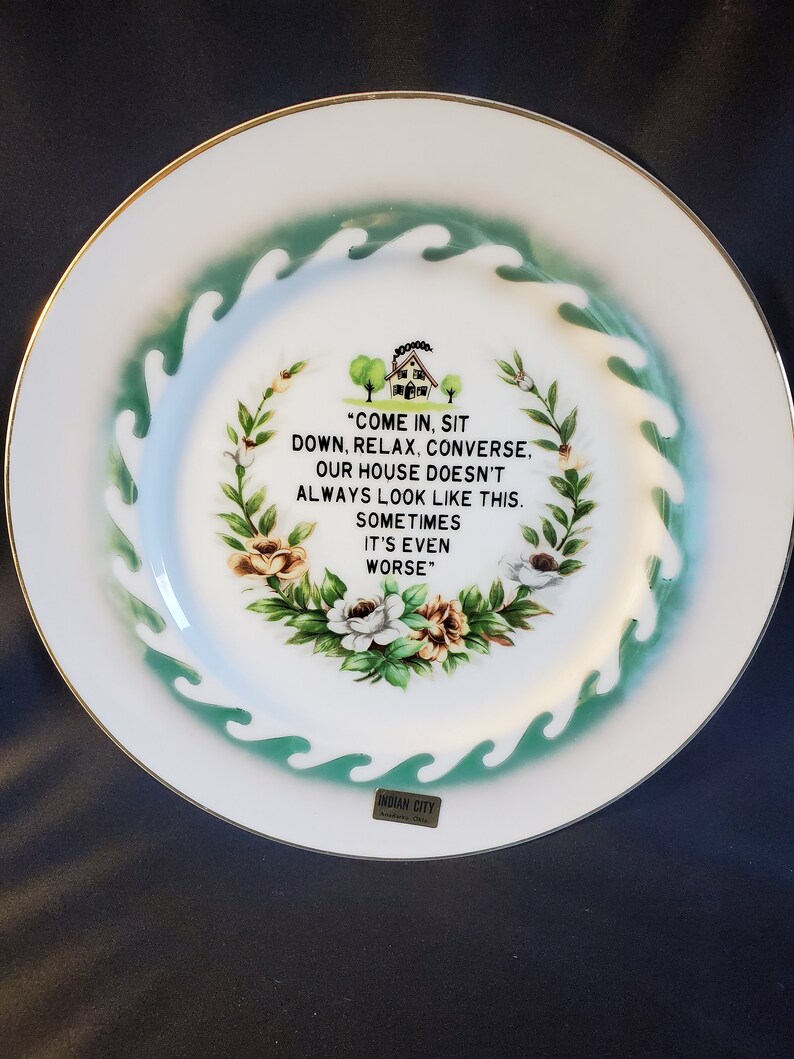 "COME IN, SIT
DOWN, RELAX, CONVERSE,
OUR HOUSE DOESN'T
ALWAYS LOOK LIKE THIS.
SOMETIMES
IT'S EVEN
WORSE"
INDIAN CITY
Anadarko, Okla.